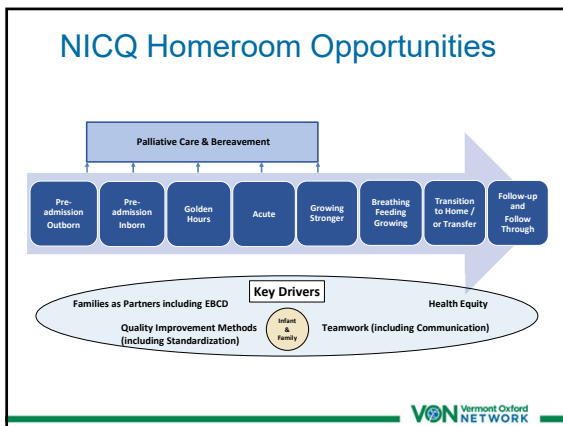 NICQ Homeroom Opportunities
Palliative Care & Bereavement
Pre-
admission
Outborn
Pre-
admission
Inborn
Golden
Hours
Acute
Growing
Stronger
Breathing
Feeding
Growing
Transition
to Home /
or Transfer
Follow-up
and
Follow
Through
Key Drivers
Families as Partners including EBCD
Health Equity
Quality Improvement Methods
(including Standardization)
Infant
&
Family
Teamwork (including Communication)
VON Vermont Oxford
NETWORK